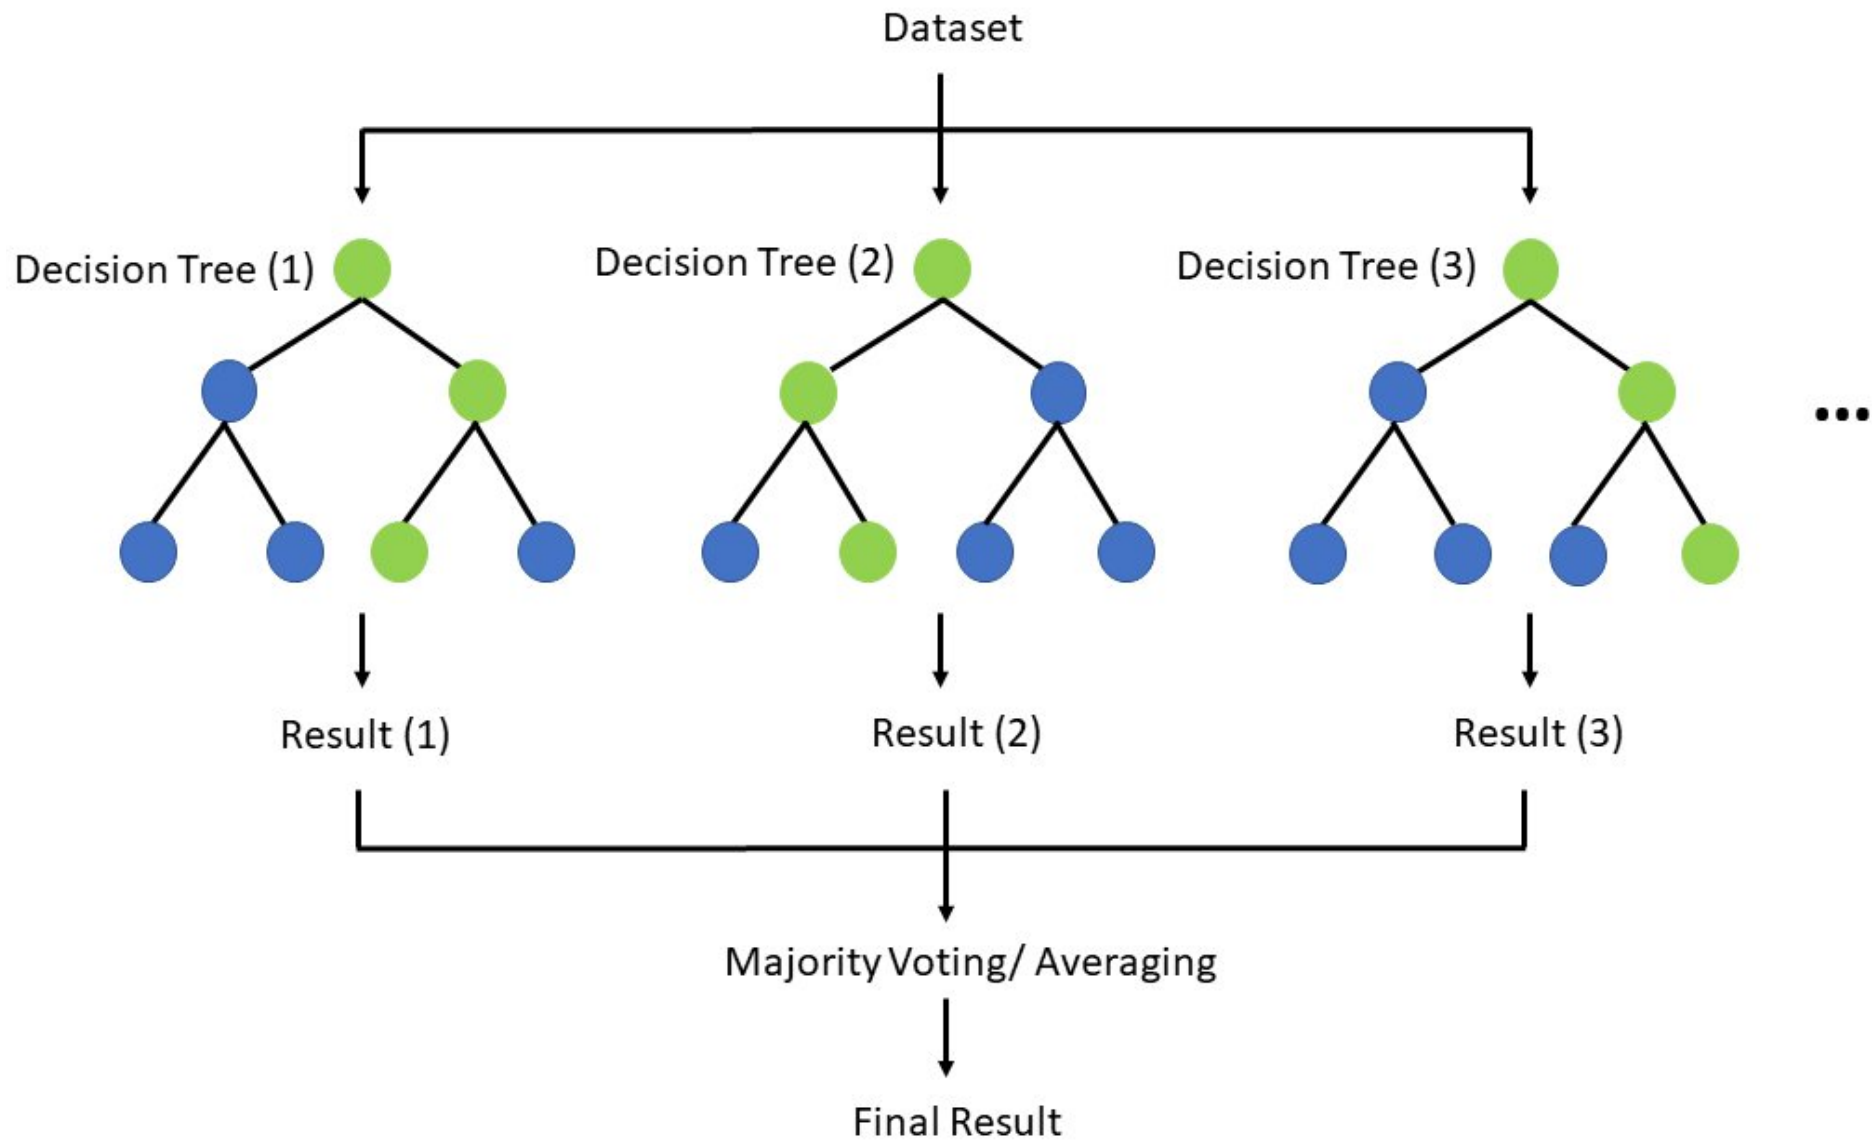 Dataset
Decision Tree (1)
Decision Tree (2)
Decision Tree (3)
...
Result (1)
Result (2)
Result (3)
Majority Voting/ Averaging
Final Result